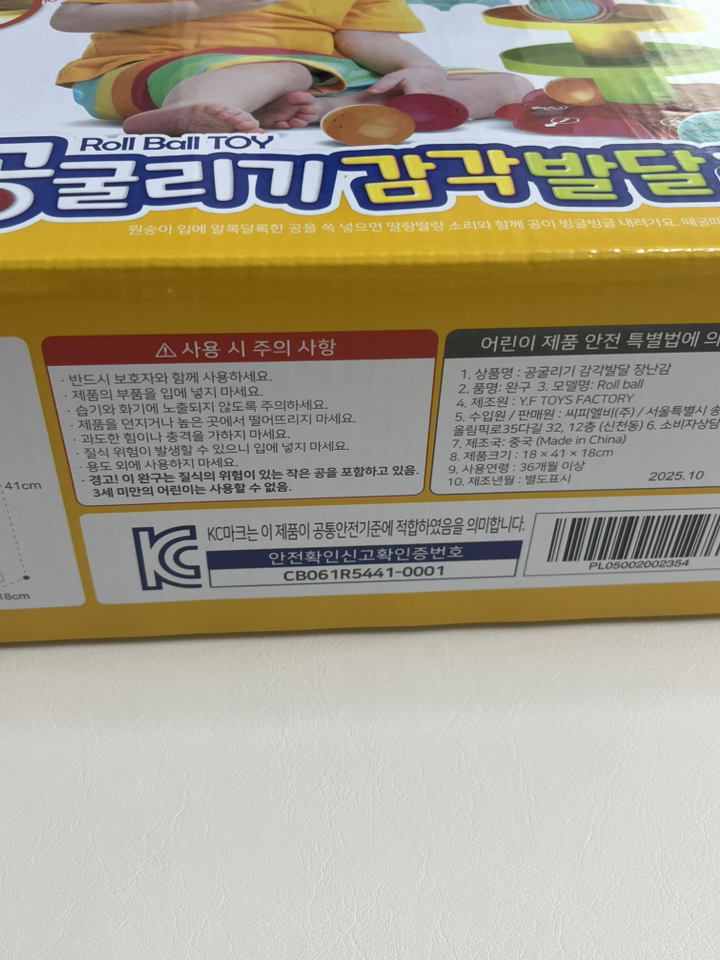 Roll Ball TOY
공굴리기 감각발달
원숭이 입에 알록달록한 공을 쏙 넣으면 딸랑딸랑 소리와 함께 공이 빙글빙글 내려가요.
⚠ 사용 시 주의 사항
· 반드시 보호자와 함께 사용하세요.
· 제품의 부품을 입에 넣지 마세요.
· 습기와 화기에 노출되지 않도록 주의하세요.
· 제품을 던지거나 높은 곳에서 떨어뜨리지 마세요.
· 과도한 힘이나 충격을 가하지 마세요.
· 질식 위험이 발생할 수 있으니 입에 넣지 마세요.
· 용도 외에 사용하지 마세요.
· 경고! 이 완구는 질식의 위험이 있는 작은 공을 포함하고 있음.
3세 미만의 어린이는 사용할 수 없음.
어린이 제품 안전 특별법에 의
1. 상품명 : 공굴리기 감각발달 장난감
2. 품명: 완구 3. 모델명: Roll ball
4. 제조원 : Y.F TOYS FACTORY
5. 수입원 / 판매원 : 씨피엘비(주) / 서울특별시 송
올림픽로35다길 32, 12층 (신천동) 6. 소비자상담
7. 제조국: 중국 (Made in China)
8. 제품크기 : 18 × 41 × 18cm
9. 사용연령 : 36개월 이상
10. 제조년월 : 별도표시
2025.10
41cm
18cm
KC
KC마크는 이 제품이 공통안전기준에 적합하였음을 의미합니다.
안전확인신고확인증번호
CB061R5441-0001
PL05002002354